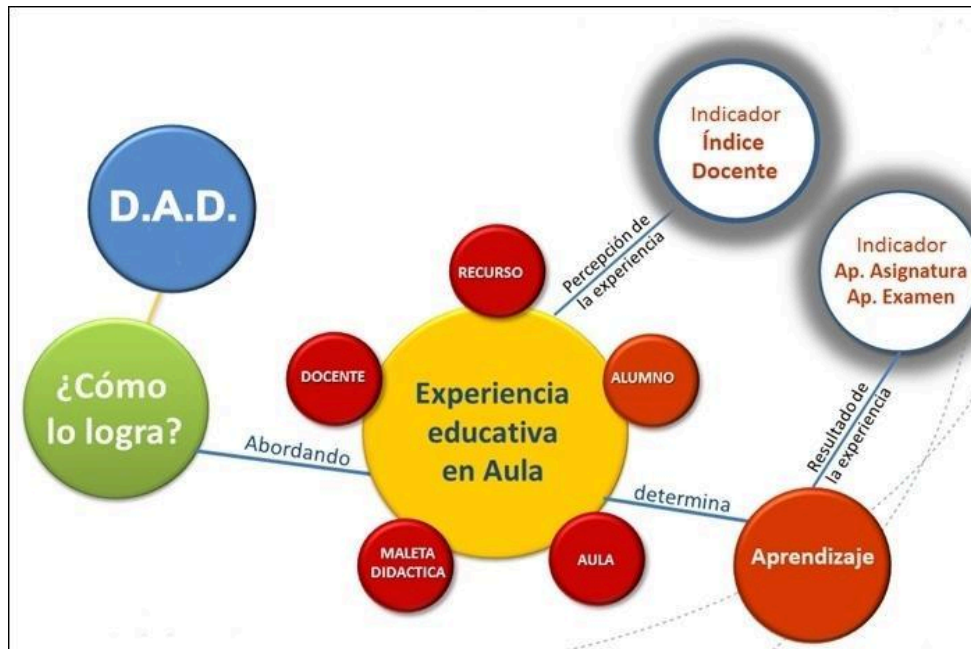 Indicador
Índice
Docente
D.A.D.
Percepción de
la experiencia
Indicador
Ap. Asignatura
Ap. Examen
RECURSO
¿Cómo
lo logra?
DOCENTE
ALUMNO
Experiencia
educativa
en Aula
Abordando
Resultado de
la experiencia
determina
MALETA
DIDACTICA
AULA
Aprendizaje